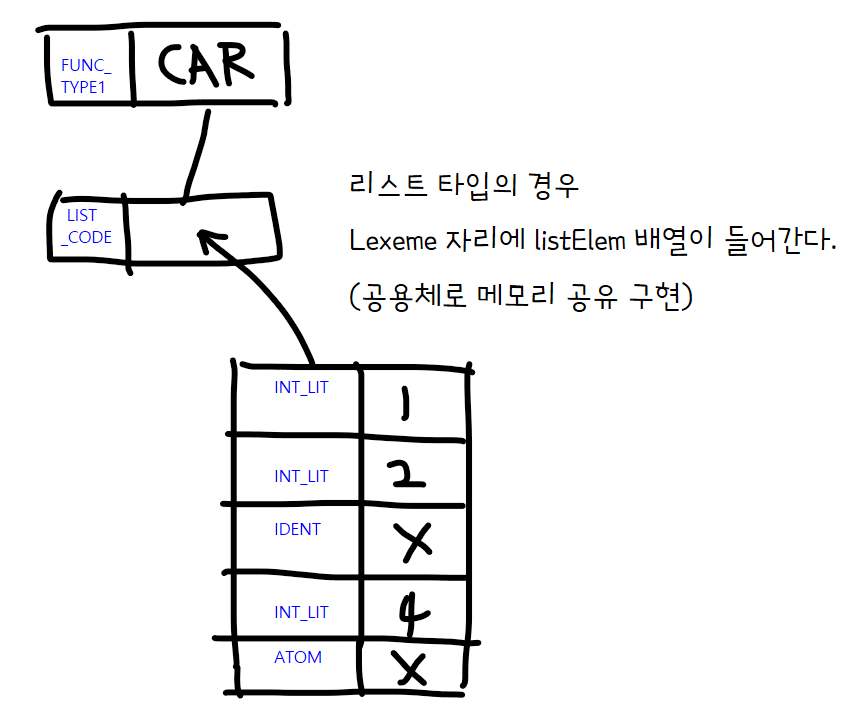 FUNC_
TYPE1
CAR
LIST
_CODE
리스트 타입의 경우
Lexeme 자리에 listElem 배열이 들어간다.
(공용체로 메모리 공유 구현)
INT_LIT
1
INT_LIT
2
IDENT
X
INT_LIT
4
ATOM
X